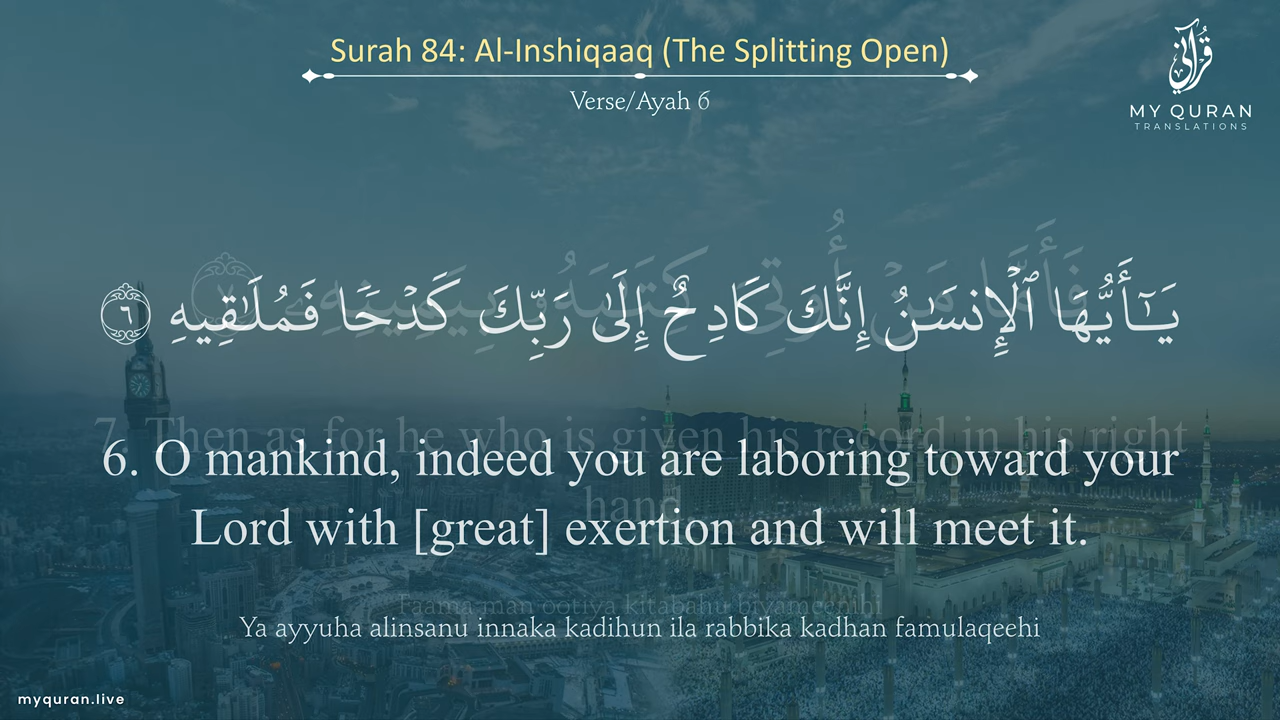 Surah 84: Al-Inshiqaaq (The Splitting Open)
Verse/Ayah 6
قرآني
MY QURAN
TRANSLATIONS
يَـٰٓأَيُّهَا ٱلْإِنسَـٰنُ إِنَّكَ كَادِحٌ إِلَىٰ رَبِّكَ كَدْحًا فَمُلَـٰقِيهِ ٦
7. Then as for he who is given his record in his right
hand,
6. O mankind, indeed you are laboring toward your
Lord with [great] exertion and will meet it.
Faama man ootiya kitabahu biyameenihi
Ya ayyuha alinsanu innaka kadihun ila rabbika kadhan famulaqeehi
myquran.live